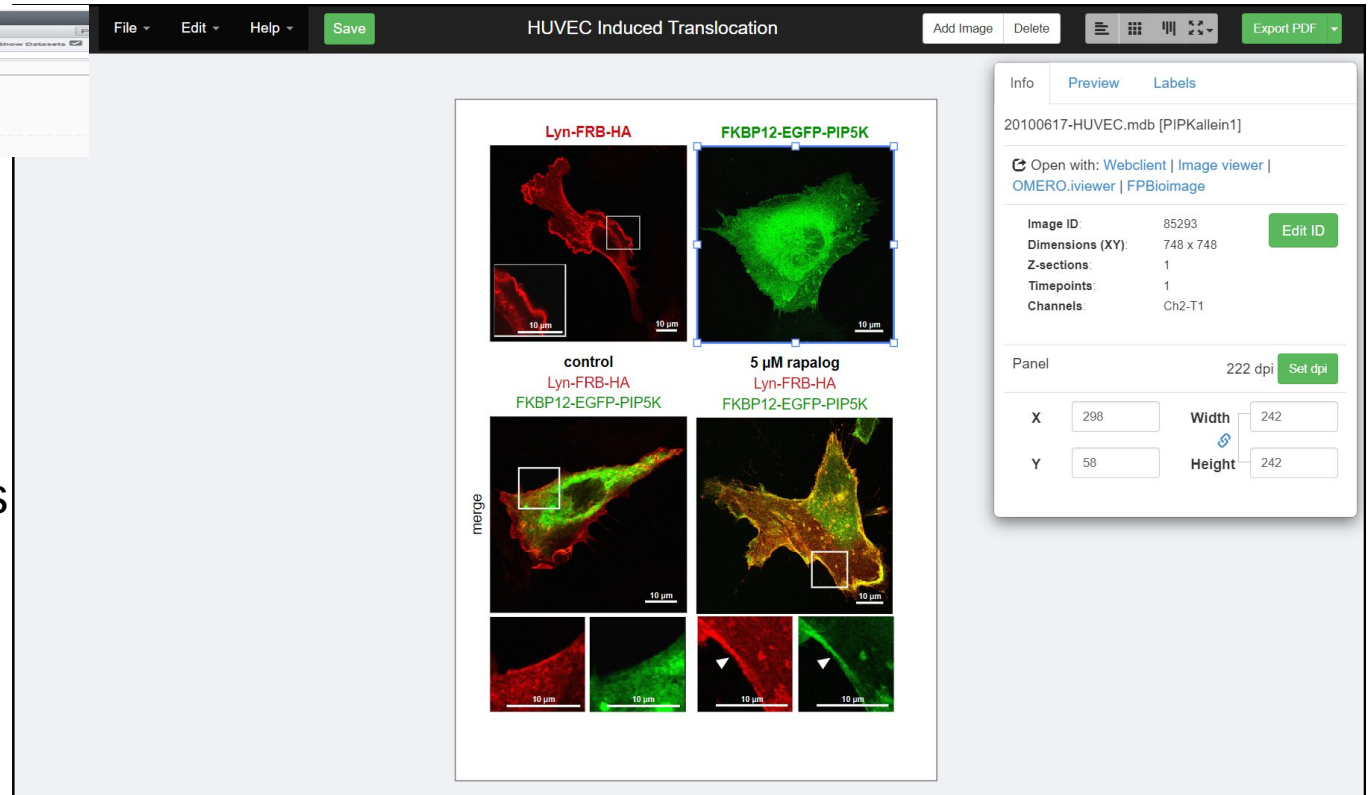 how Datasets
File Edit Help Save HUVEC Induced Translocation Add Image Delete Export PDF
Info Preview Labels
20100617-HUVEC.mdb [PIPKallein1]
Open with: Webclient | Image viewer |
OMERO.iviewer | FPBioimage
Image ID: 85293 Edit ID
Dimensions (XY): 748 x 748
Z-sections: 1
Timepoints: 1
Channels: Ch2-T1
Panel 222 dpi Set dpi
X 298 Width 242
Y 58 Height 242
Lyn-FRB-HA FKBP12-EGFP-PIP5K
10 µm 10 µm 10 µm
control 5 µM rapalog
Lyn-FRB-HA Lyn-FRB-HA
FKBP12-EGFP-PIP5K FKBP12-EGFP-PIP5K
merge
10 µm 10 µm
10 µm 10 µm 10 µm 10 µm
s